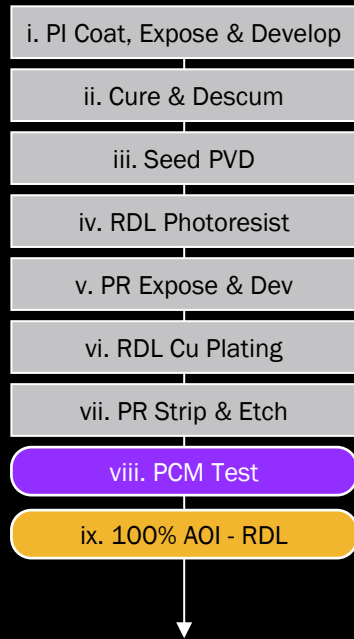 i. PI Coat, Expose & Develop
ii. Cure & Descum
iii. Seed PVD
iv. RDL Photoresist
v. PR Expose & Dev
vi. RDL Cu Plating
vii. PR Strip & Etch
viii. PCM Test
ix. 100% AOI - RDL